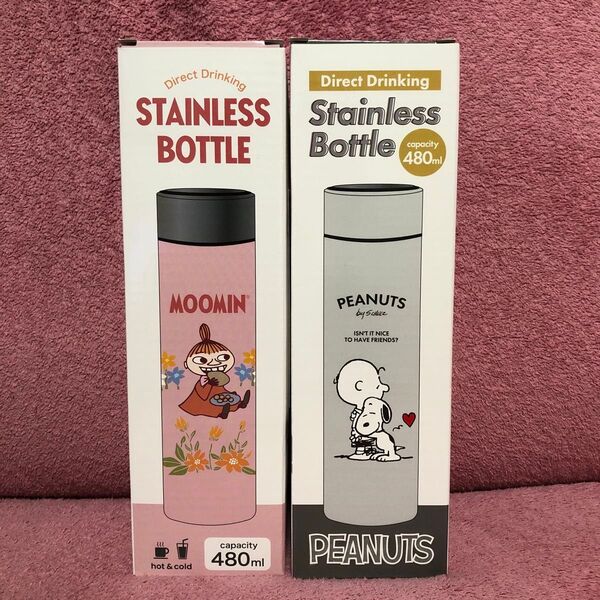 Direct Drinking
STAINLESS
BOTTLE
MOOMIN®
hot & cold
capacity
480ml
Direct Drinking
Stainless
Bottle
capacity
480ml
PEANUTS
by Schulz
ISN'T IT NICE
TO HAVE FRIENDS?
PEANUTS